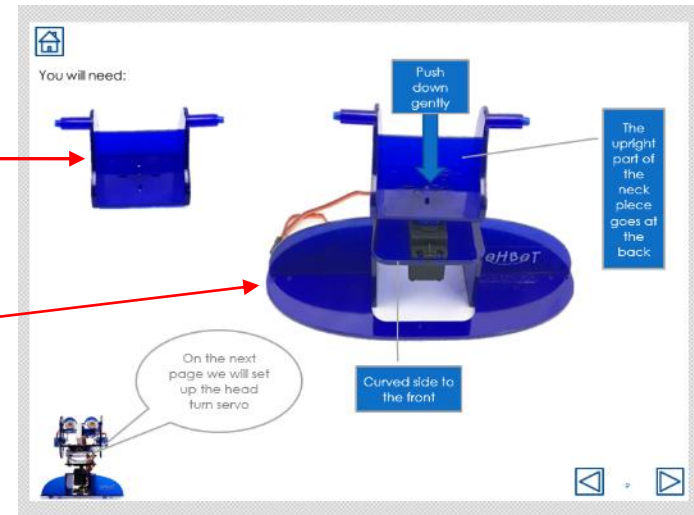 You will need:
Push
down
gently
The
upright
part of
the
neck
piece
goes at
the
back
On the next
page we will set
up the head
turn servo
Curved side to
the front